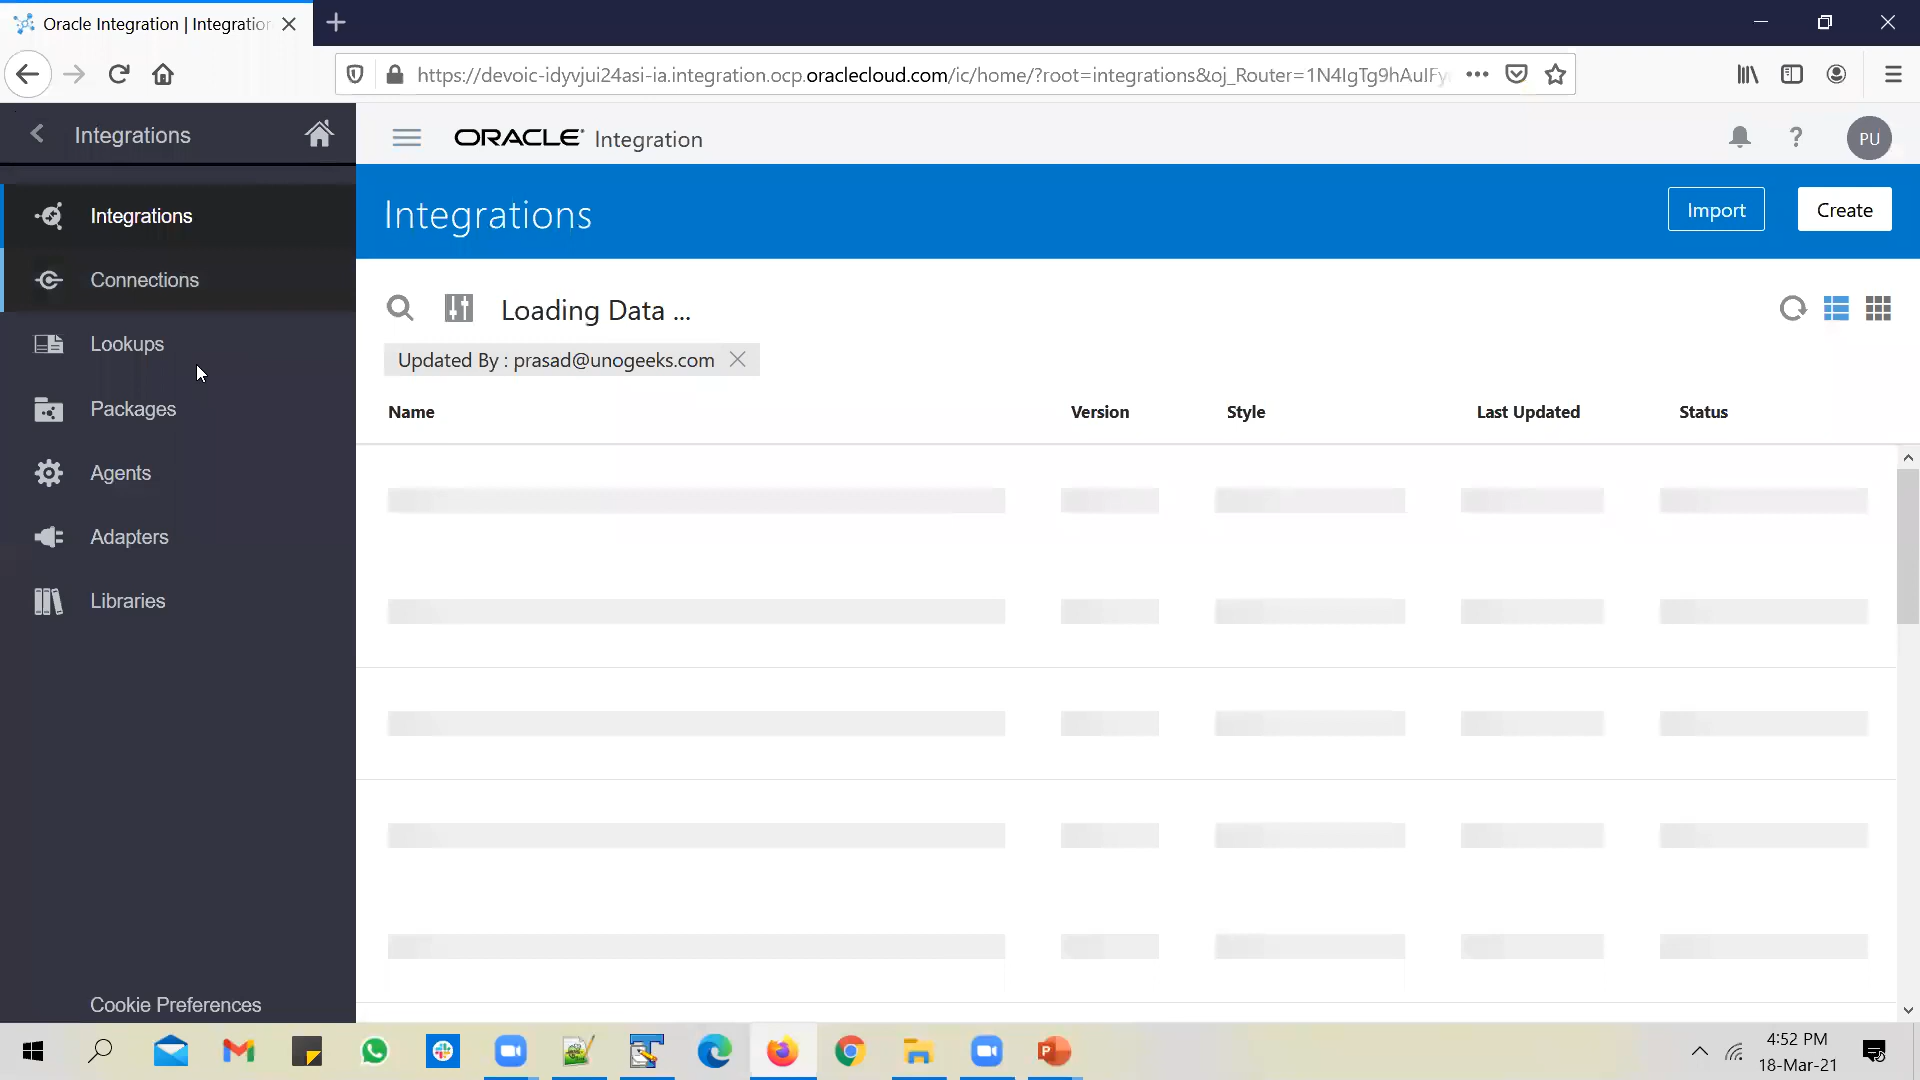 Oracle Integration | Integration
https://devoic-idyvjui24asi-ia.integration.ocp.oraclecloud.com/ic/home/?root=integrations&oj_Router=1N4IgTg9hAuIFy
Integrations
ORACLE Integration
PU
Integrations
Import
Create
Integrations
Connections
Lookups
Packages
Agents
Adapters
Libraries
Cookie Preferences
Loading Data ...
Updated By : prasad@unogeeks.com
Name Version Style Last Updated Status
4:52 PM
18-Mar-21